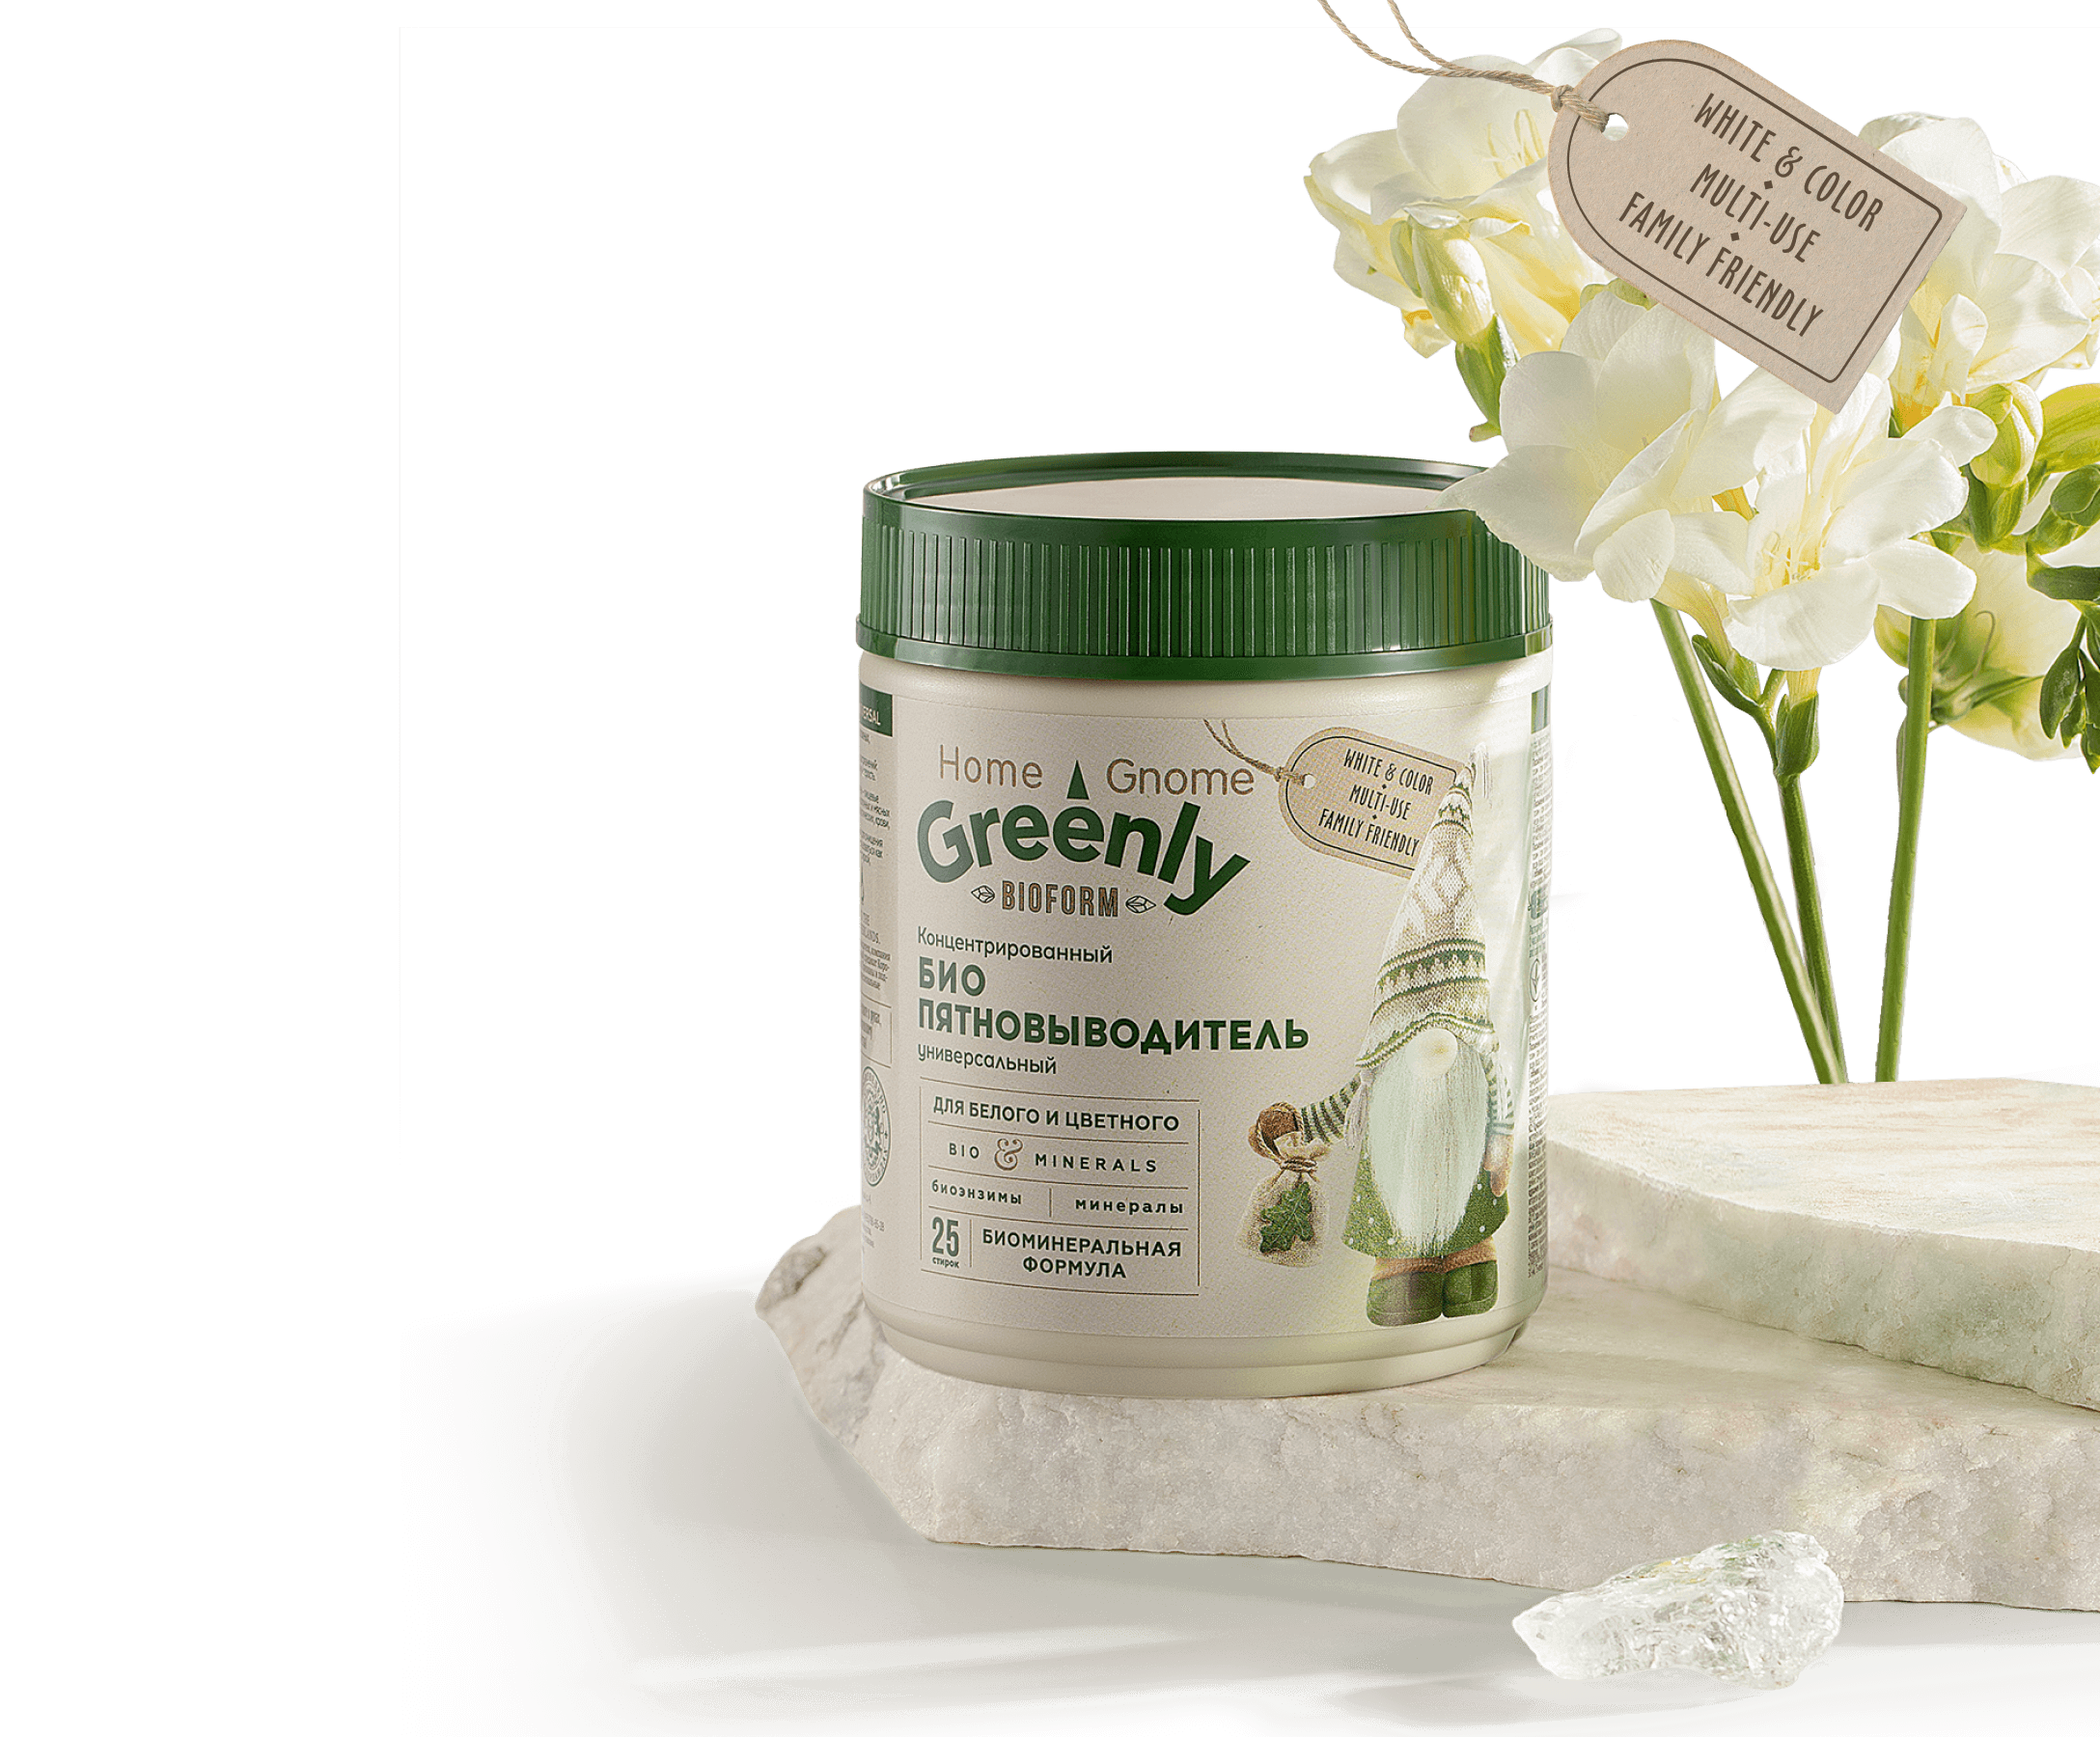 WHITE & COLOR
MULTI-USE
FAMILY FRIENDLY
Home Gnome
Greenly
BIOFORM
WHITE & COLOR
MULTI-USE
FAMILY FRIENDLY
Концентрированный
БИО
ПЯТНОВЫВОДИТЕЛЬ
универсальный
ДЛЯ БЕЛОГО И ЦВЕТНОГО
BIO & MINERALS
биоэнзимы минералы
25 стирок
БИОМИНЕРАЛЬНАЯ
ФОРМУЛА